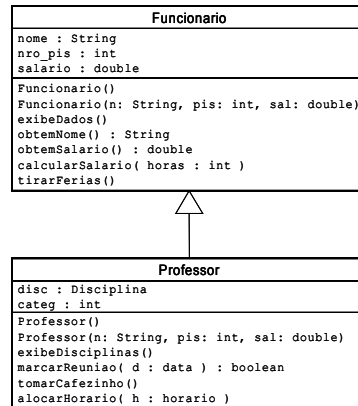 Funcionario
nome : String
nro_pis : int
salario : double
Funcionario()
Funcionario(n: String, pis: int, sal: double)
exibeDados()
obtemNome() : String
obtemSalario() : double
calcularSalario( horas : int )
tirarFerias()
Professor
disc : Disciplina
categ : int
Professor()
Professor(n: String, pis: int, sal: double)
exibeDisciplinas()
marcarReuniao( d : data ) : boolean
tomarCafezinho()
alocarHorario( h : horario )